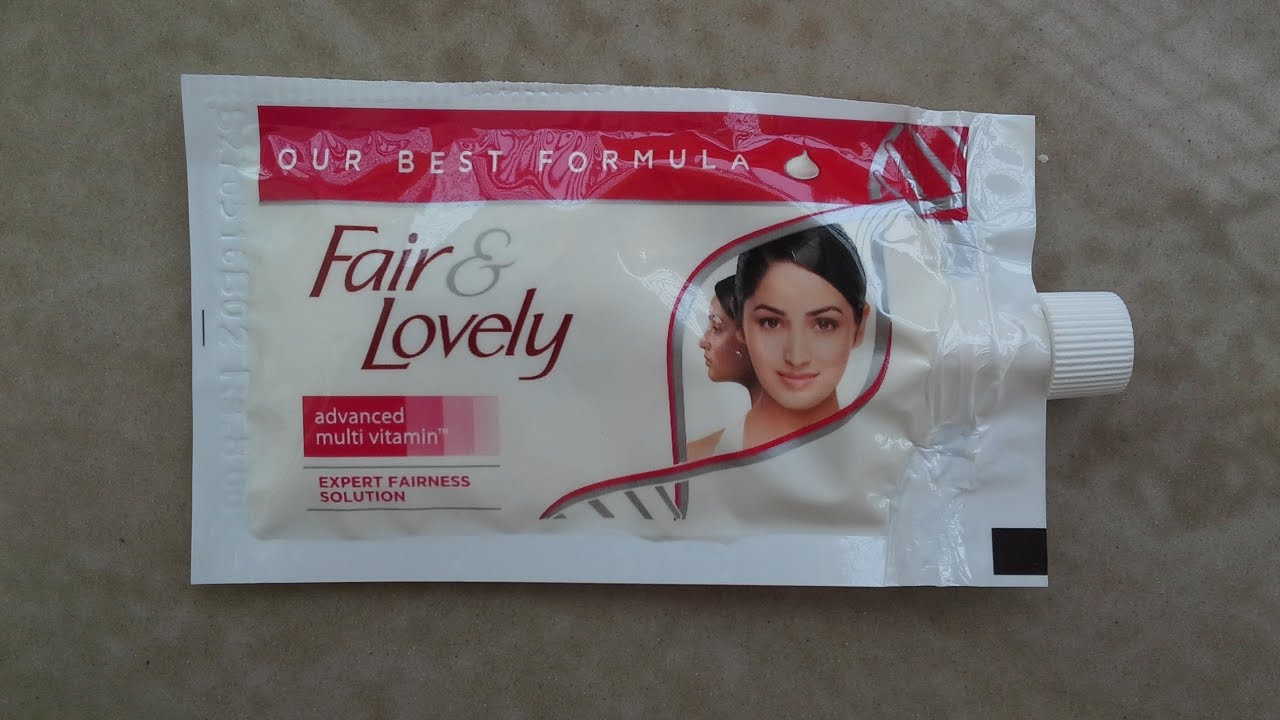 OUR BEST FORMULA
Fair &
Lovely
advanced
multi vitamin™
EXPERT FAIRNESS
SOLUTION